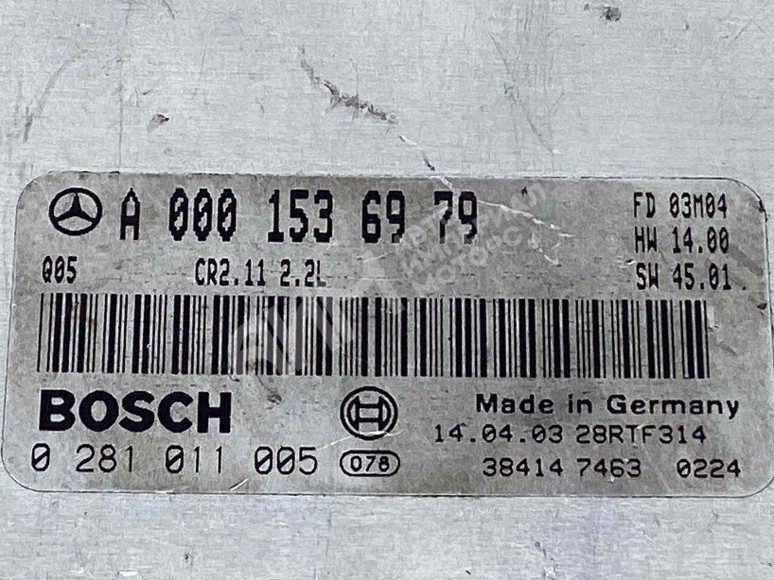 A 000 153 69 79
FD 03M04
HW 14.00
Q05 CR2.11 2.2L
SW 45.01
BOSCH
Made in Germany
14.04.03 28RTF314
0 281 011 005 078
38414 7463 0224